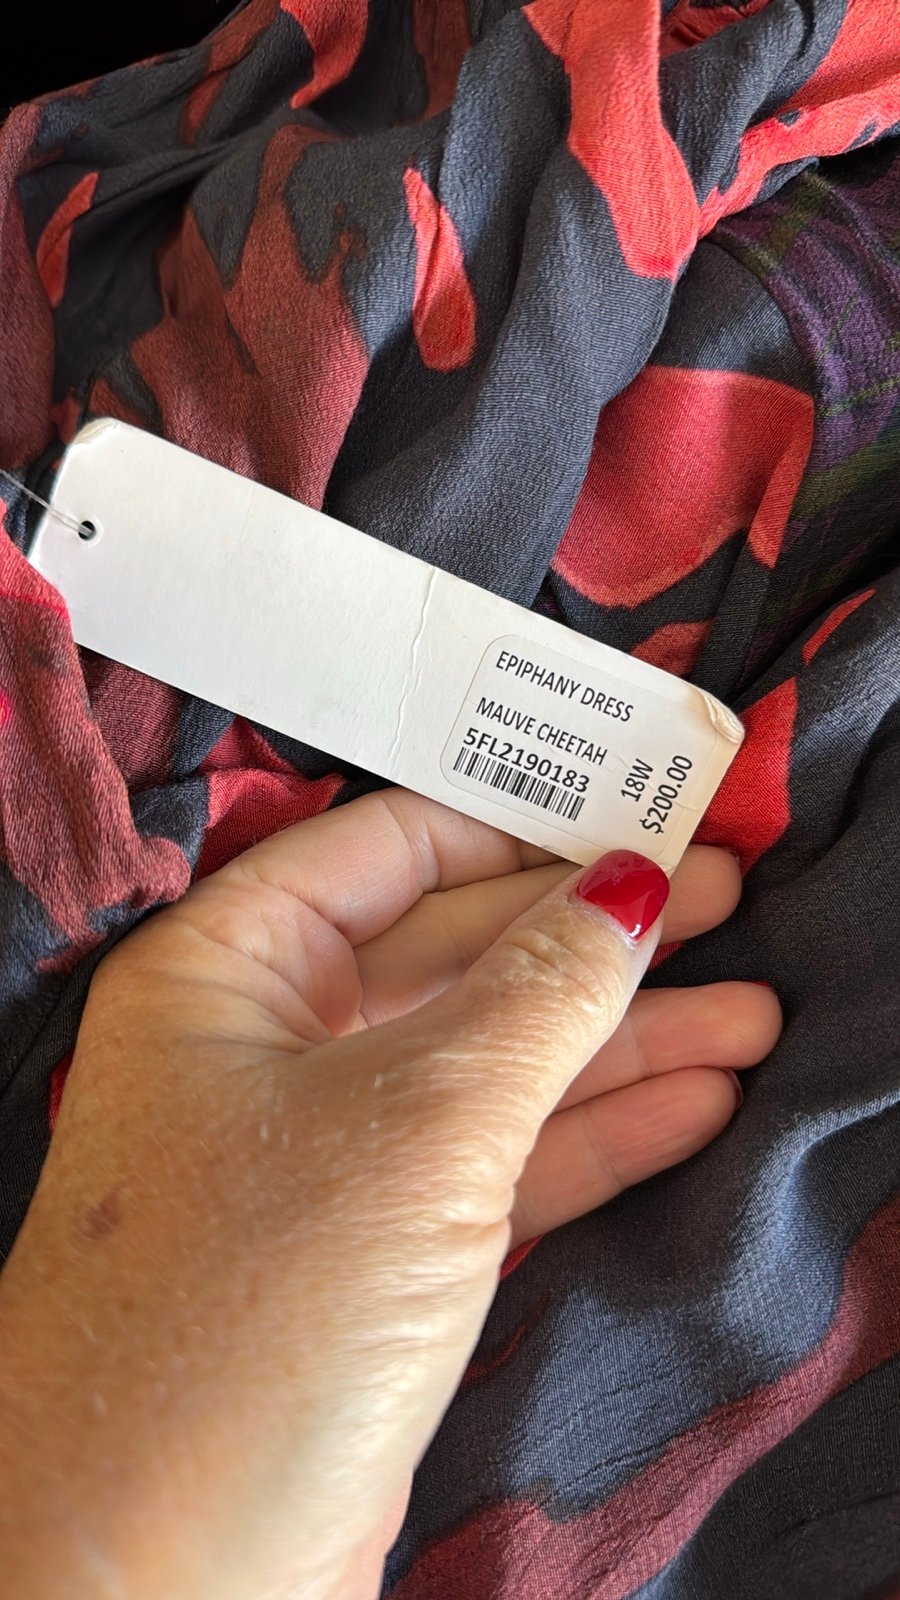 EPIPHANY DRESS
MAUVE CHEETAH
5FL2190183
18W
$200.00